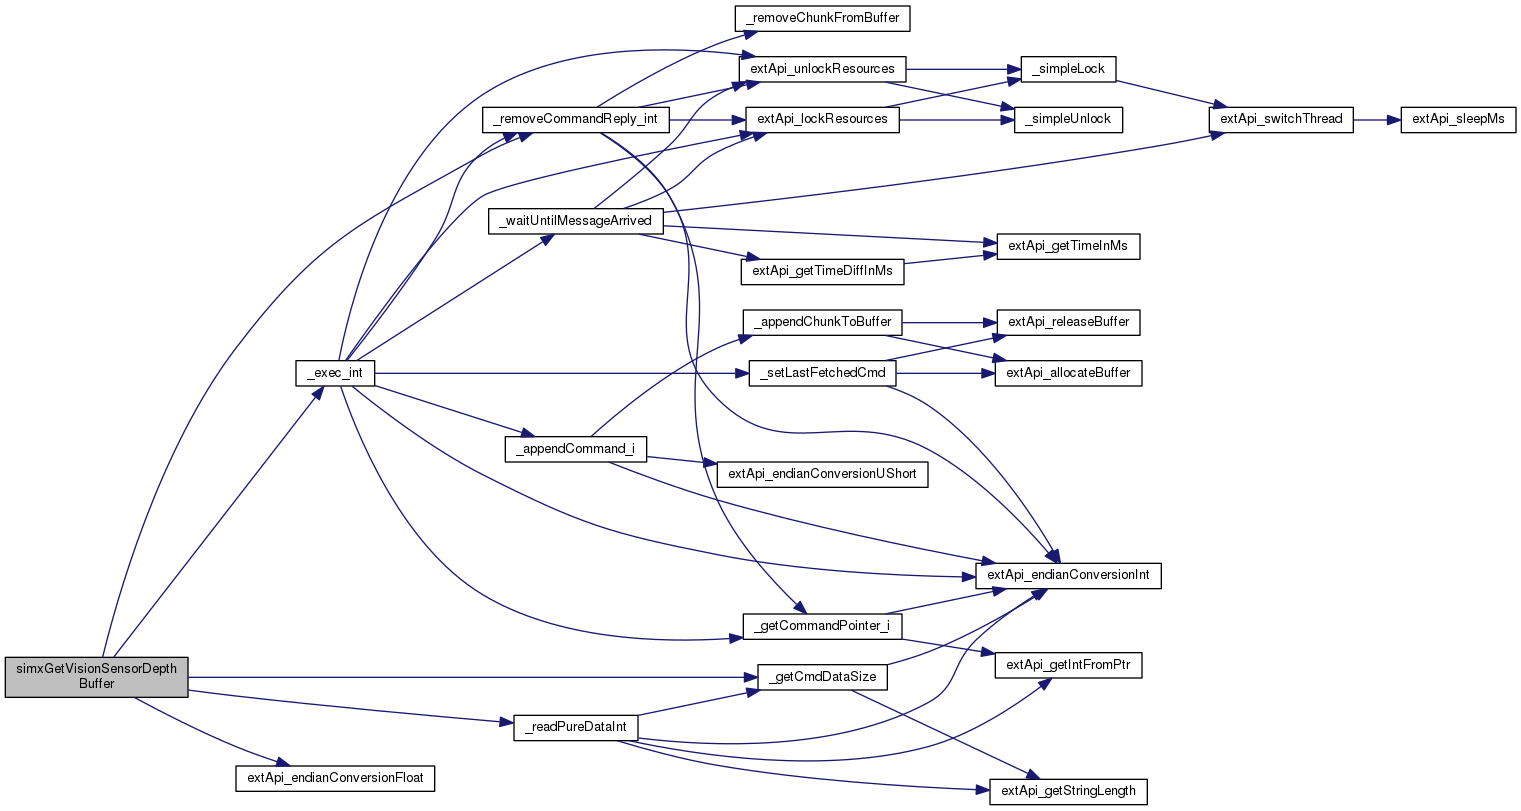 _removeChunkFromBuffer
extApi_unlockResources
_simpleLock
_removeCommandReply_int
extApi_lockResources
_simpleUnlock
extApi_switchThread
extApi_sleepMs
_waitUntilMessageArrived
extApi_getTimeInMs
extApi_getTimeDiffInMs
_appendChunkToBuffer
extApi_releaseBuffer
_exec_int
_setLastFetchedCmd
extApi_allocateBuffer
_appendCommand_i
extApi_endianConversionUShort
extApi_endianConversionInt
_getCommandPointer_i
extApi_getIntFromPtr
simxGetVisionSensorDepth
Buffer
_getCmdDataSize
_readPureDataInt
extApi_endianConversionFloat
extApi_getStringLength